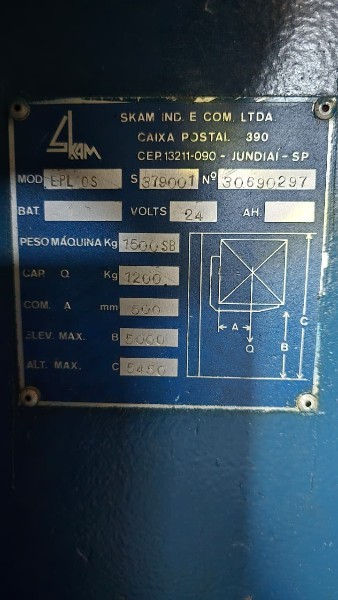 SKAM
SKAM IND. E COM. LTDA
CAIXA POSTAL 390
CEP.13211-090 - JUNDIAÍ - SP
MOD. EPL 0S S 379001 Nº 30690297
BAT. VOLTS 24 AH.
PESO MÁQUINA Kg 1500 SB
CAP. Q Kg 1200
COM. A mm 600
ELEV. MAX. B 5000
ALT. MAX. C
A
Q
B
C